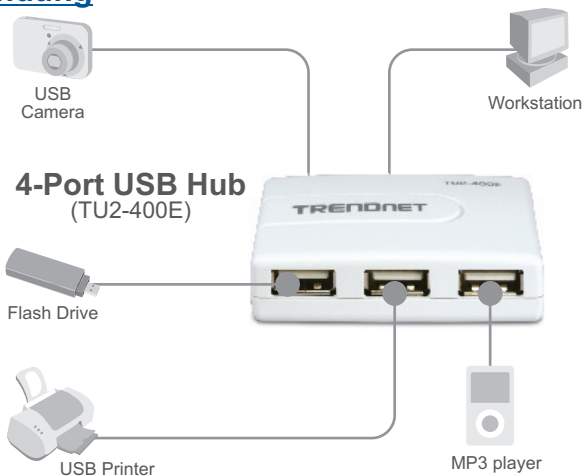 USB
Camera
Workstation
4-Port USB Hub
(TU2-400E)
TU2-400E
TRENDNET
Flash Drive
USB Printer
MP3 player